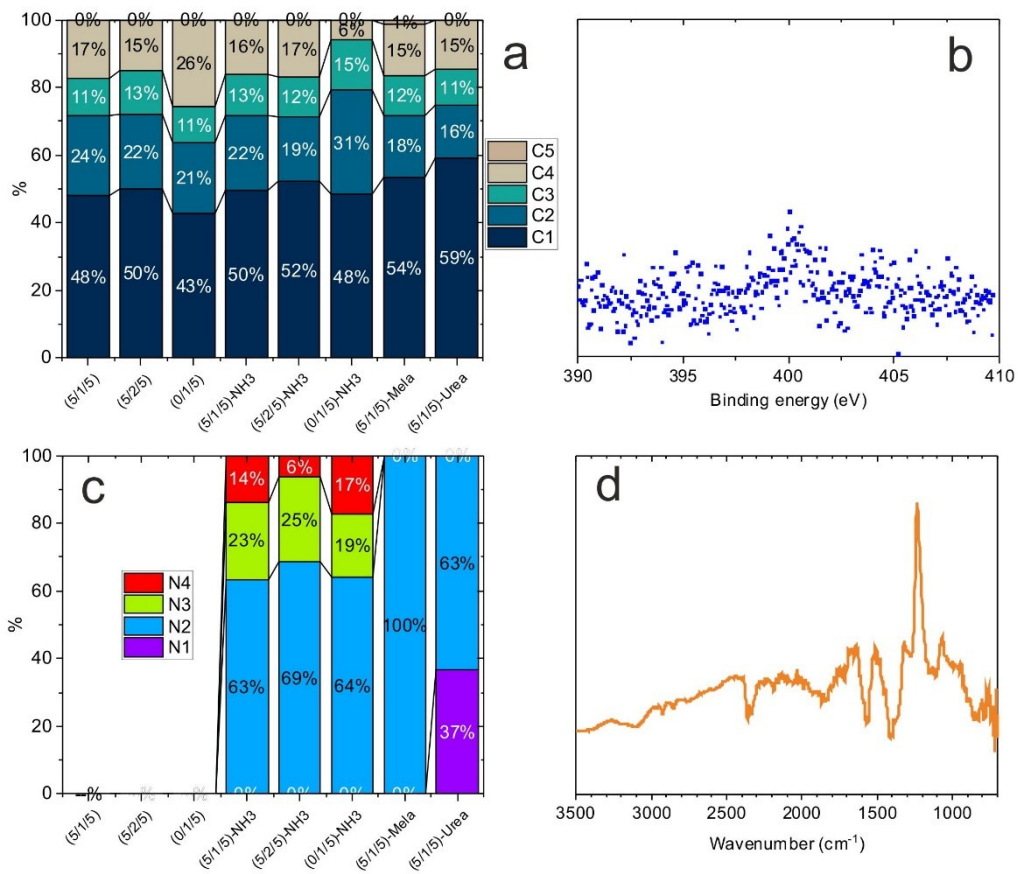 a
%
100
80
60
40
20
0
0% 0% 0% 0% 0% 0% 1% 0%
17% 15% 26% 16% 17% 6% 15% 15%
11% 13% 11% 13% 12% 15% 12% 11%
24% 22% 21% 22% 19% 31% 18% 16%
48% 50% 43% 50% 52% 48% 54% 59%
(5/1/5) (5/2/5) (0/1/5) (5/1/5)-NH3 (5/2/5)-NH3 (0/1/5)-NH3 (5/1/5)-Mela (5/1/5)-Urea
C5
C4
C3
C2
C1
b
390 395 400 405 410
Binding energy (eV)
c
%
100
80
60
40
20
0
0% 0%
14% 6% 17%
23% 25% 19%
63% 69% 64% 100% 63%
37%
--% 0% 0% 0% 0%
N4
N3
N2
N1
(5/1/5) (5/2/5) (0/1/5) (5/1/5)-NH3 (5/2/5)-NH3 (0/1/5)-NH3 (5/1/5)-Mela (5/1/5)-Urea
d
3500 3000 2500 2000 1500 1000
Wavenumber (cm⁻¹)